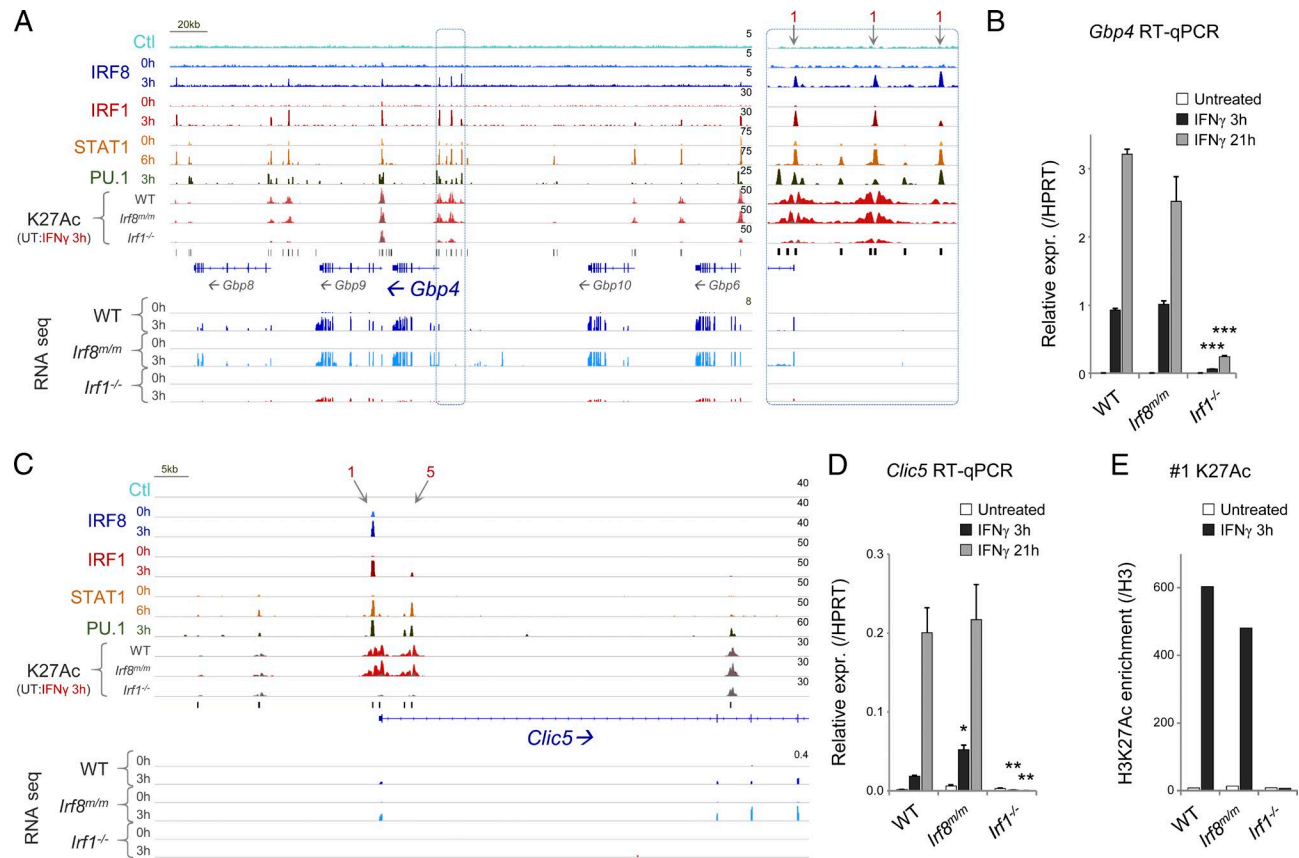 A
20kb
1 1 1
Ctl 5
IRF8 0h 5
3h 5
IRF1 0h 30
3h 30
STAT1 0h 75
6h 75
PU.1 3h 25
K27Ac WT 50
(UT:IFNγ 3h) Irf8m/m 50
Irf1-/- 50
← Gbp8 ← Gbp9 ← Gbp4 ← Gbp10 ← Gbp6
RNA seq
WT 0h 8
3h
Irf8m/m 0h
3h
Irf1-/- 0h
3h
B
Gbp4 RT-qPCR
Untreated
IFNγ 3h
IFNγ 21h
Relative expr. (/HPRT)
3
2
1
0
*** ***
WT Irf8m/m Irf1-/-
C
5kb
1 5
Ctl 40
IRF8 0h 40
3h 40
IRF1 0h 50
3h 50
STAT1 0h 50
6h 50
PU.1 3h 60
K27Ac WT 30
(UT:IFNγ 3h) Irf8m/m 30
Irf1-/- 30
Clic5→
RNA seq
WT 0h 0.4
3h
Irf8m/m 0h
3h
Irf1-/- 0h
3h
D
Clic5 RT-qPCR
Untreated
IFNγ 3h
IFNγ 21h
Relative expr. (/HPRT)
0.3
0.2
0.1
0.0
* ** **
WT Irf8m/m Irf1-/-
E
#1 K27Ac
Untreated
IFNγ 3h
H3K27Ac enrichment (/H3)
600
400
200
0
WT Irf8m/m Irf1-/-